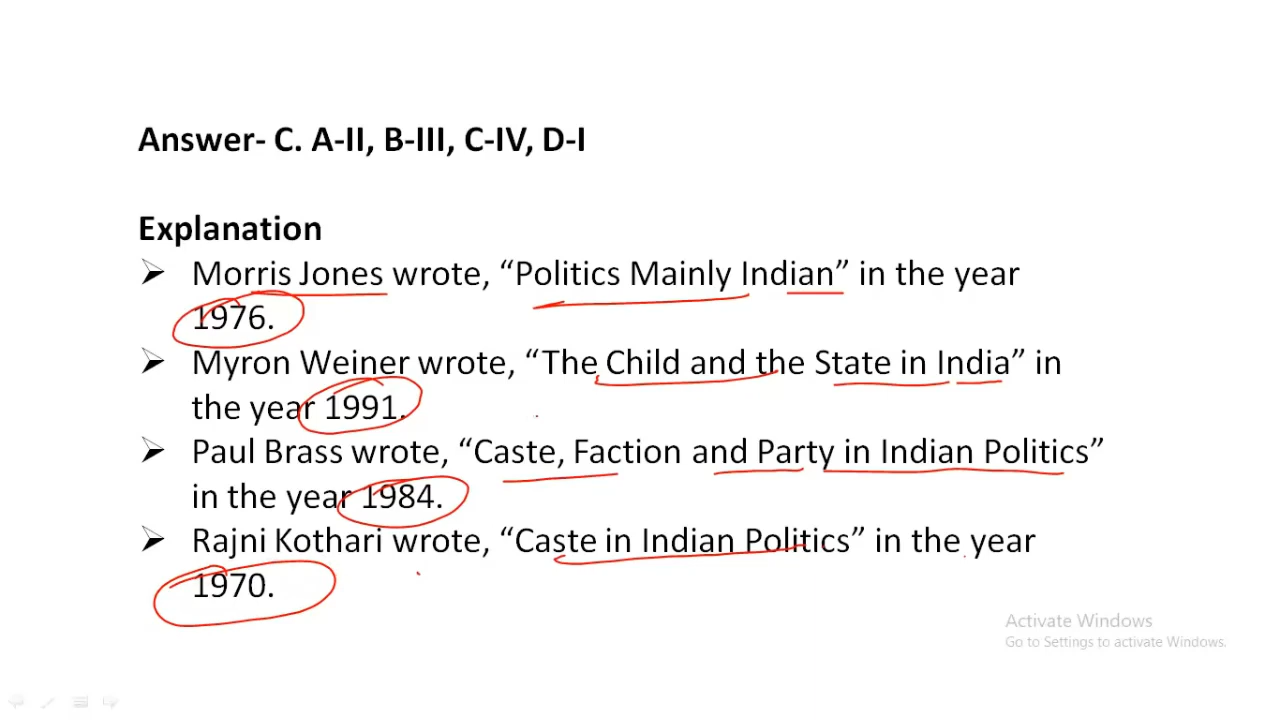 Answer- C. A-II, B-III, C-IV, D-I
Explanation
➢ Morris Jones wrote, “Politics Mainly Indian” in the year
1976.
➢ Myron Weiner wrote, “The Child and the State in India” in
the year 1991.
➢ Paul Brass wrote, “Caste, Faction and Party in Indian Politics”
in the year 1984.
➢ Rajni Kothari wrote, “Caste in Indian Politics” in the year
1970.
Activate Windows
Go to Settings to activate Windows.